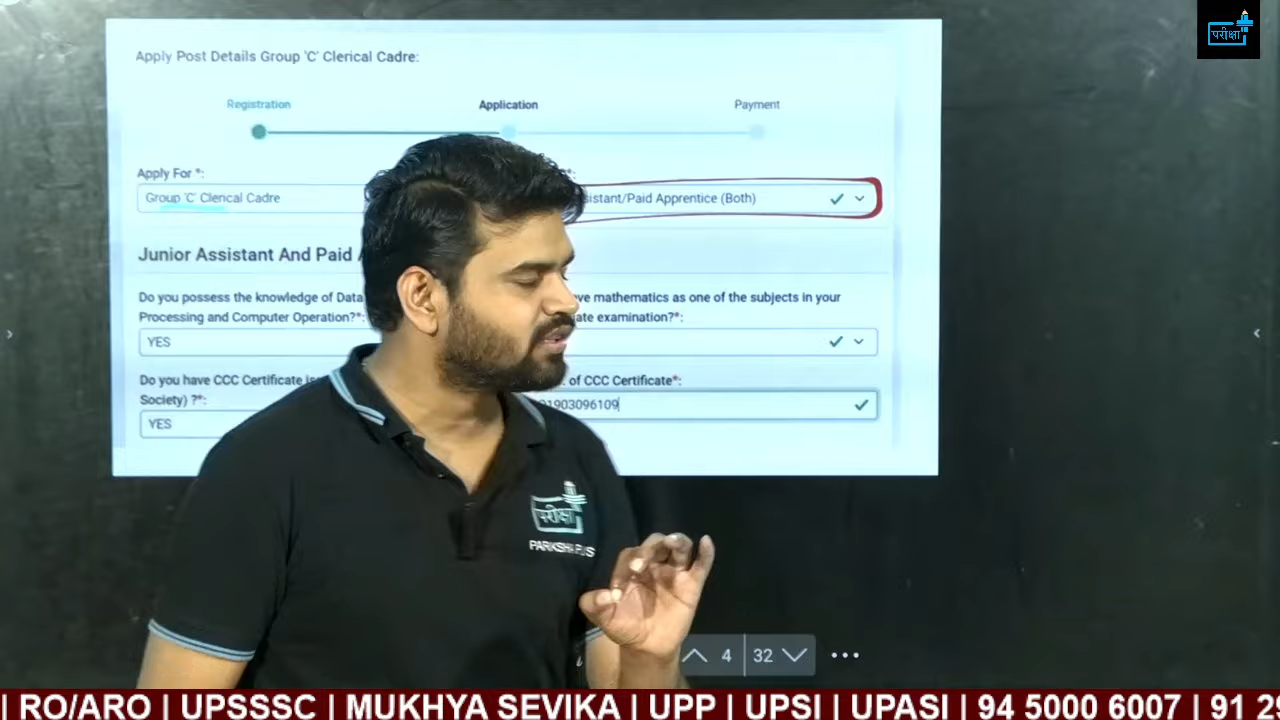 परीक्षा
Apply Post Details Group 'C' Clerical Cadre:
Registration
Application
Payment
Apply For *:
Group 'C' Clerical Cadre
sistant/Paid Apprentice (Both)
Junior Assistant And Paid
Do you possess the knowledge of Data
Processing and Computer Operation?*:
YES
ve mathematics as one of the subjects in your
ate examination?*:
Do you have CCC Certificate
Society) ?*:
YES
of CCC Certificate*:
1903096109
परीक्षा
PARIKSHA PLUS
4
32
| RO/ARO | UPSSSC | MUKHYA SEVIKA | UPP | UPSI | UPASI | 94 5000 6007 | 91 25